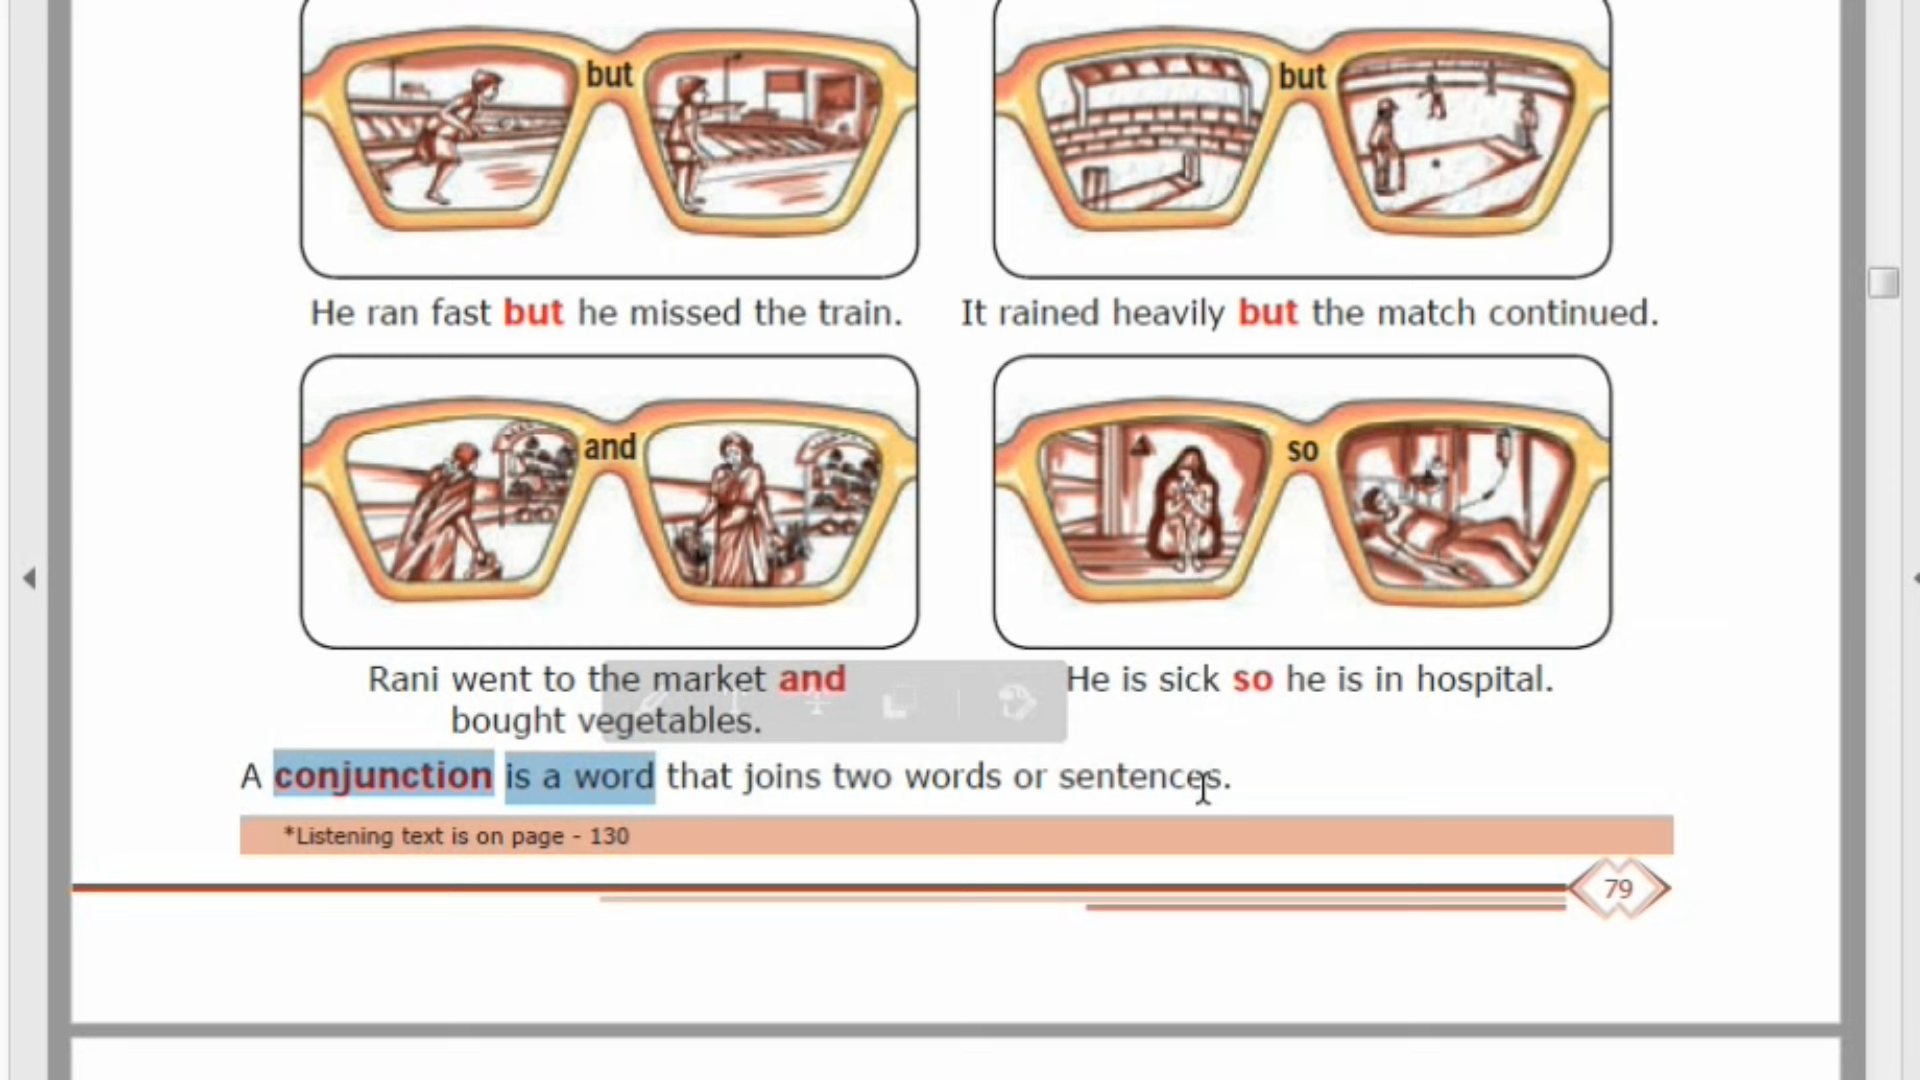 but
but
He ran fast but he missed the train.
It rained heavily but the match continued.
and
so
Rani went to the market and
bought vegetables.
He is sick so he is in hospital.
A conjunction is a word that joins two words or sentences.
*Listening text is on page - 130
79